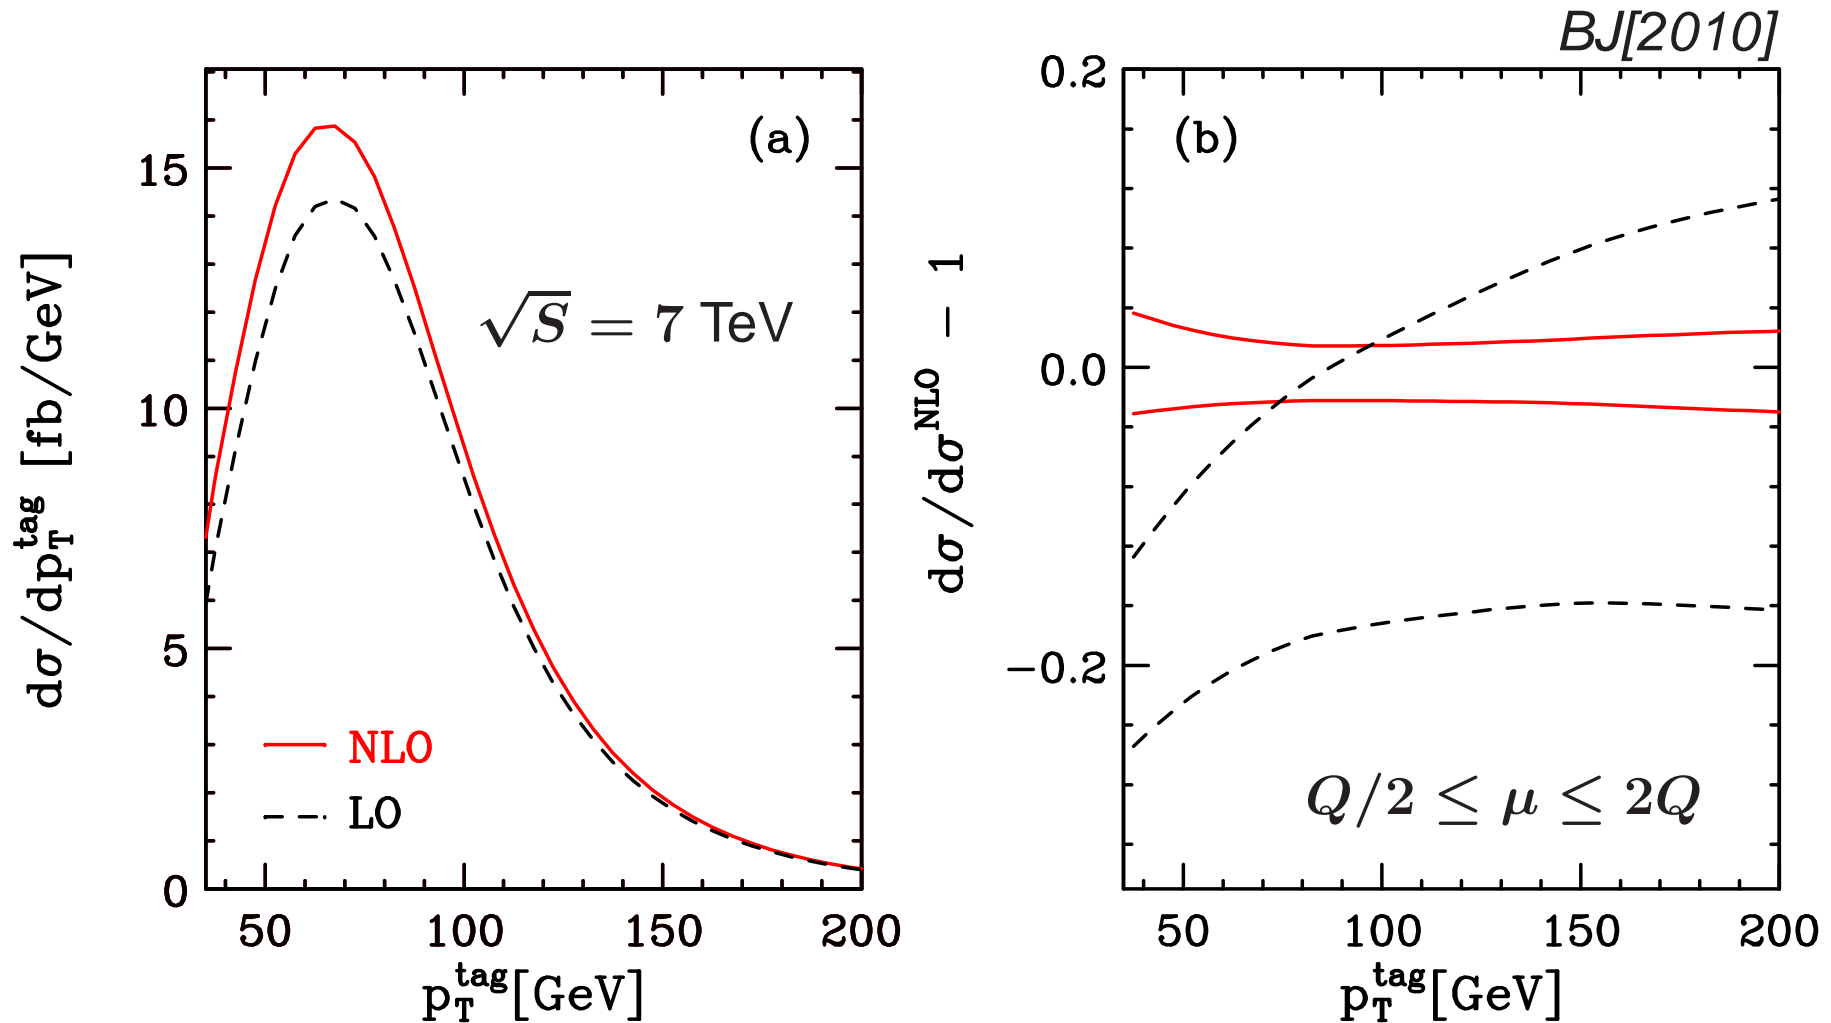 BJ[2010]
dσ/dp_T^tag [fb/GeV]
15
10
5
0
(a)
√S = 7 TeV
NLO
LO
50 100 150 200
p_T^tag[GeV]
dσ/dσ^NLO − 1
0.2
0.0
−0.2
(b)
Q/2 ≤ μ ≤ 2Q
50 100 150 200
p_T^tag[GeV]